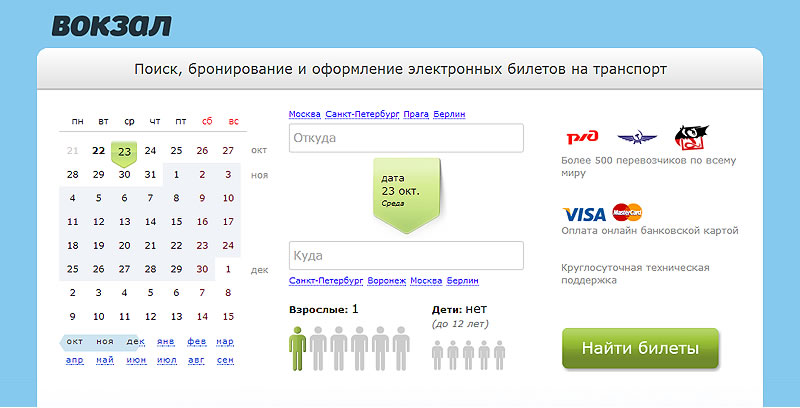 ВОКЗАЛ
Поиск, бронирование и оформление электронных билетов на транспорт
пн вт ср чт пт сб вс
21 22 23 24 25 26 27 окт
28 29 30 31 1 2 3 ноя
4 5 6 7 8 9 10
11 12 13 14 15 16 17
18 19 20 21 22 23 24
25 26 27 28 29 30 1 дек
2 3 4 5 6 7 8
9 10 11 12 13 14 15
окт ноя дек янв фев мар
апр май июн июл авг сен
Москва Санкт-Петербург Прага Берлин
Откуда
дата
23 окт.
Среда
Куда
Санкт-Петербург Воронеж Москва Берлин
Взрослые: 1
Дети: нет
(до 12 лет)
РЖД
Более 500 перевозчиков по всему
миру
VISA MasterCard
Оплата онлайн банковской картой
Круглосуточная техническая
поддержка
Найти билеты